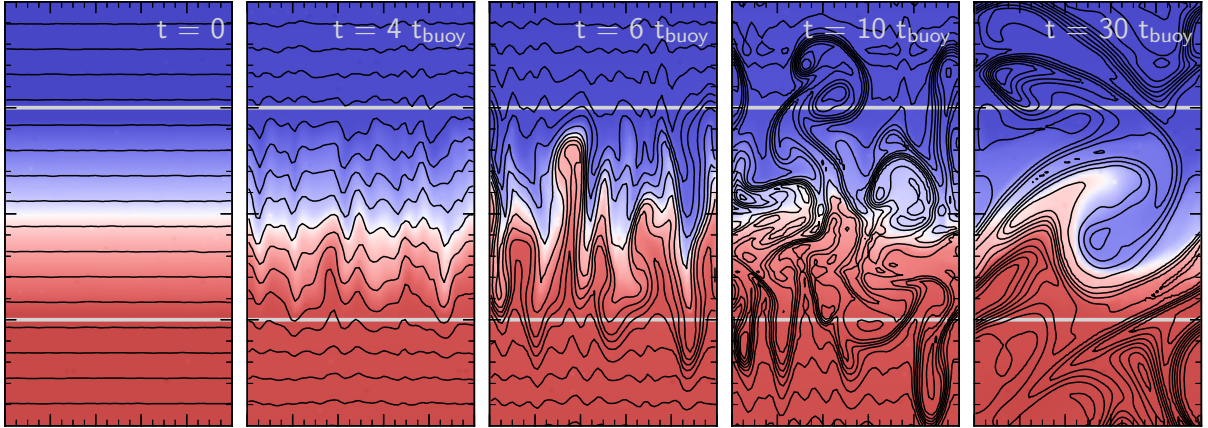 t = 0
t = 4 t_buoy
t = 6 t_buoy
t = 10 t_buoy
t = 30 t_buoy